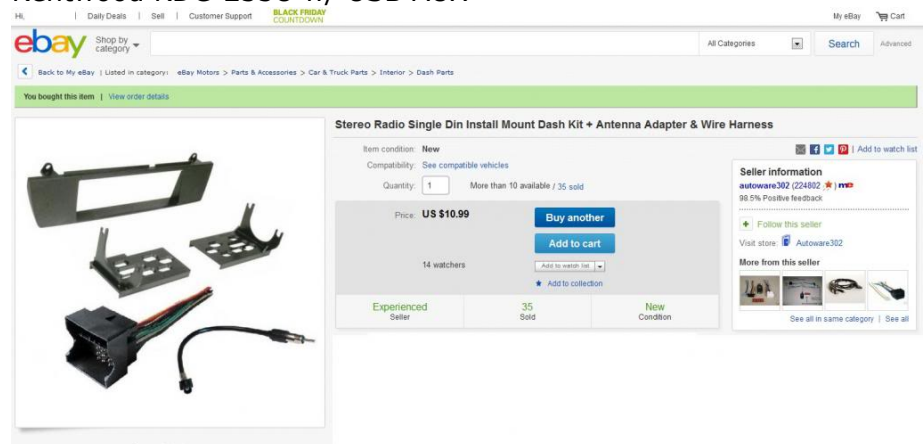 Hi, | Daily Deals | Sell | Customer Support BLACK FRIDAY COUNTDOWN My eBay Cart
ebay Shop by category All Categories Search Advanced
Back to My eBay | Listed in category: eBay Motors > Parts & Accessories > Car & Truck Parts > Interior > Dash Parts
You bought this item | View order details
Stereo Radio Single Din Install Mount Dash Kit + Antenna Adapter & Wire Harness
Item condition: New
Compatibility: See compatible vehicles
Quantity: 1 More than 10 available / 35 sold
Price: US $10.99
Buy another
Add to cart
14 watchers
Add to watch list
Add to collection
Experienced Seller
35 Sold
New Condition
| Add to watch list
Seller information
autoware302 (224802 ) me
98.5% Positive feedback
+ Follow this seller
Visit store: Autoware302
More from this seller
See all in same category | See all